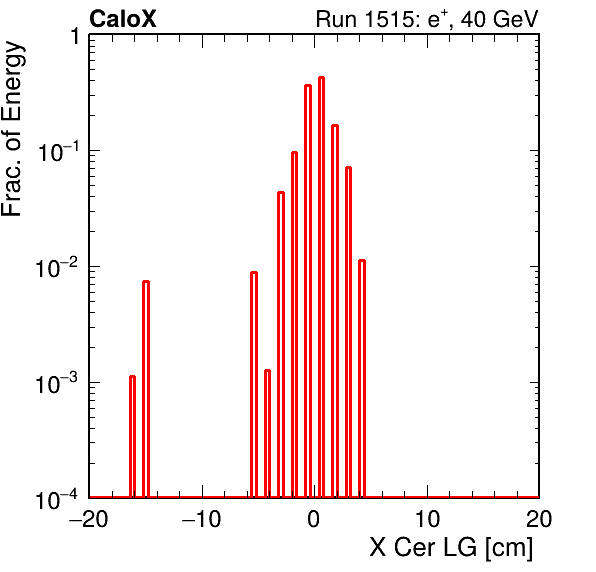 CaloX Run 1515: e⁺, 40 GeV
Frac. of Energy
1
10⁻¹
10⁻²
10⁻³
10⁻⁴
−20 −10 0 10 20
X Cer LG [cm]